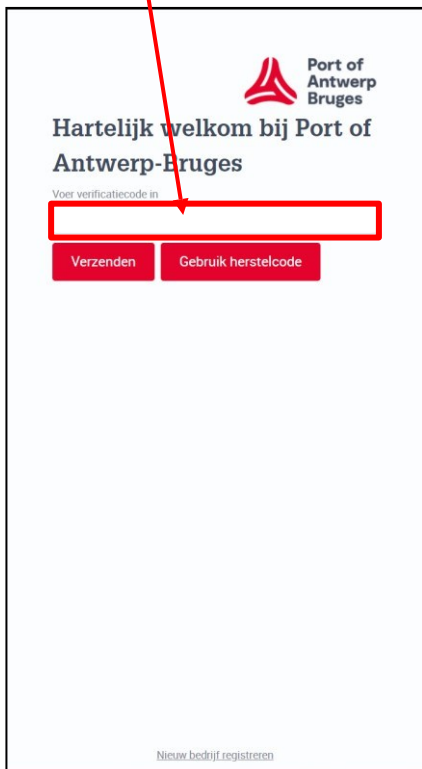 Port of
Antwerp
Bruges
Hartelijk welkom bij Port of
Antwerp-Bruges
Voer verificatiecode in
Verzenden
Gebruik herstelcode
Nieuw bedrijf registreren